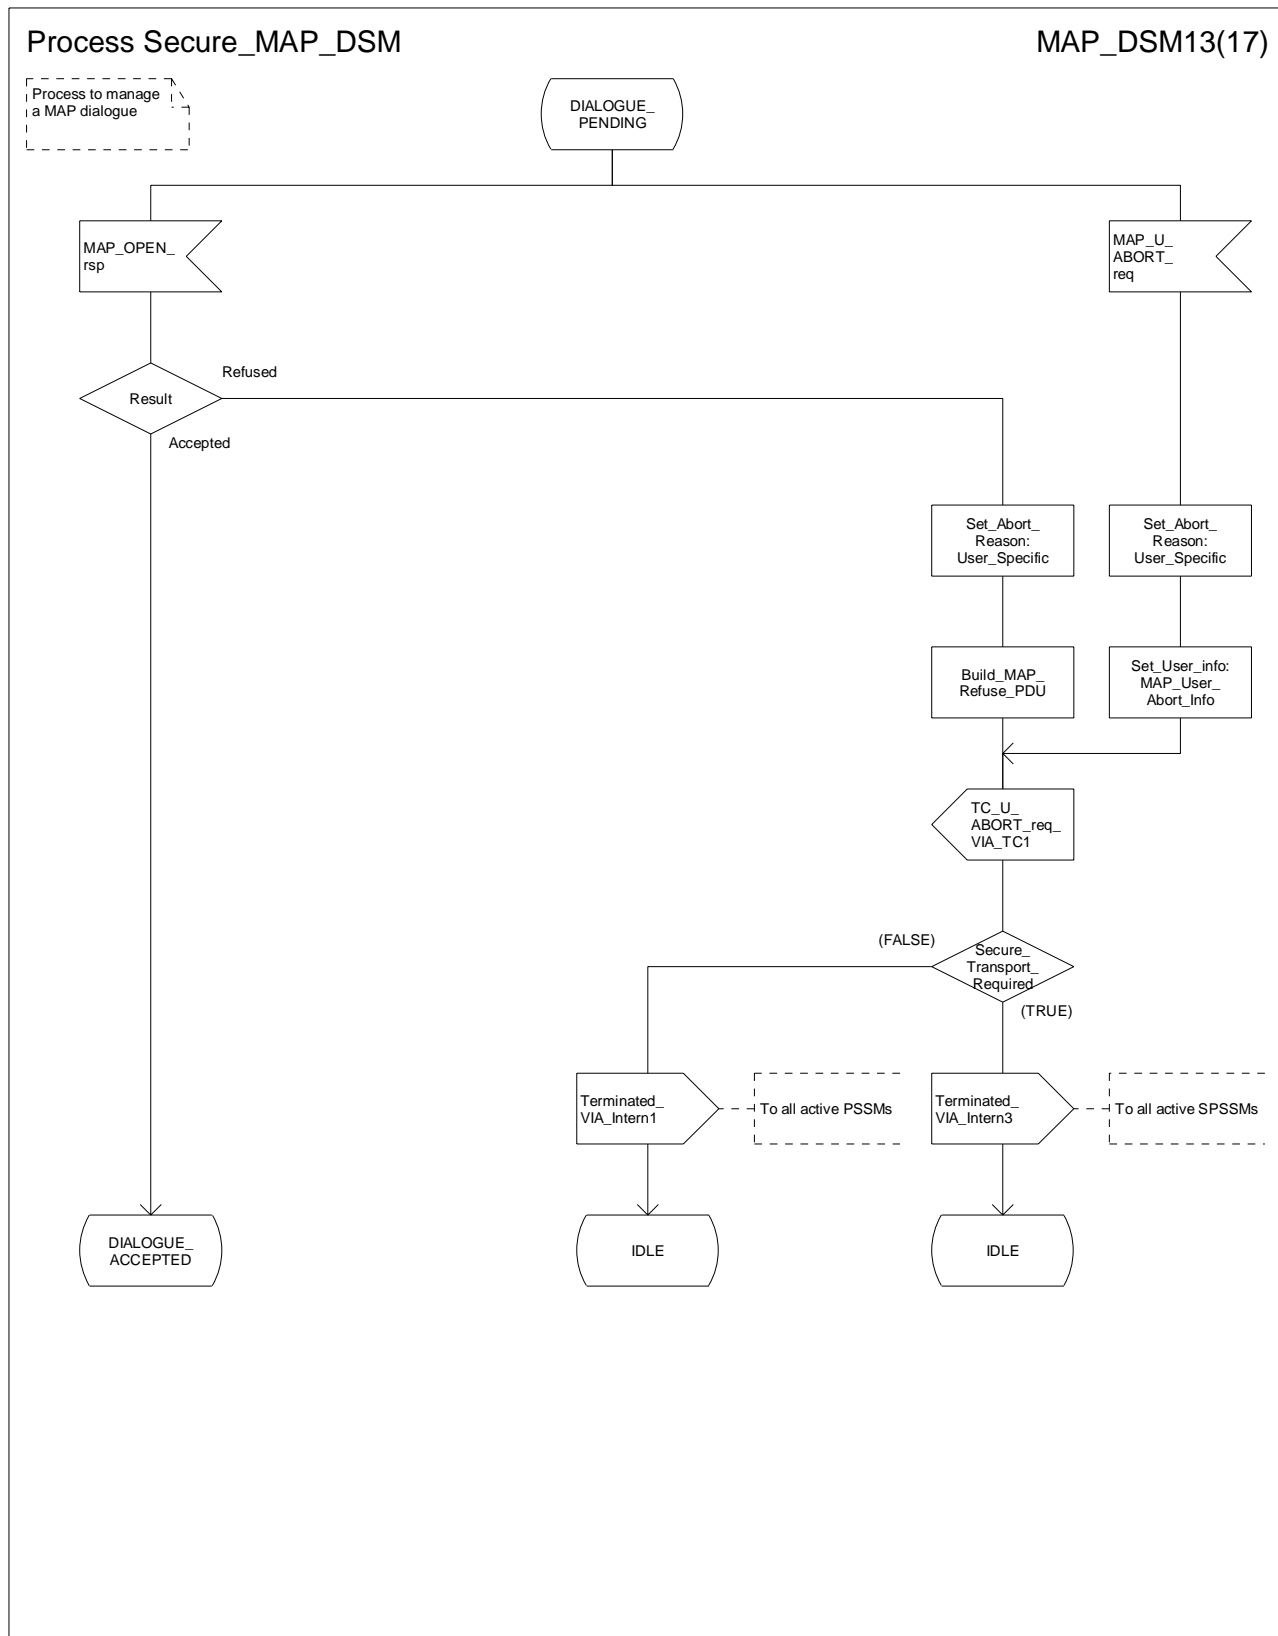 Process Secure_MAP_DSM
MAP_DSM13(17)
Process to manage
a MAP dialogue
DIALOGUE_
PENDING
MAP_OPEN_
rsp
MAP_U_
ABORT_
req
Result
Refused
Accepted
Set_Abort_
Reason:
User_Specific
Set_Abort_
Reason:
User_Specific
Build_MAP_
Refuse_PDU
Set_User_info:
MAP_User_
Abort_Info
TC_U_
ABORT_req_
VIA_TC1
(FALSE)
Secure_
Transport_
Required
(TRUE)
Terminated_
VIA_Intern1
To all active PSSMs
Terminated_
VIA_Intern3
To all active SPSSMs
DIALOGUE_
ACCEPTED
IDLE
IDLE